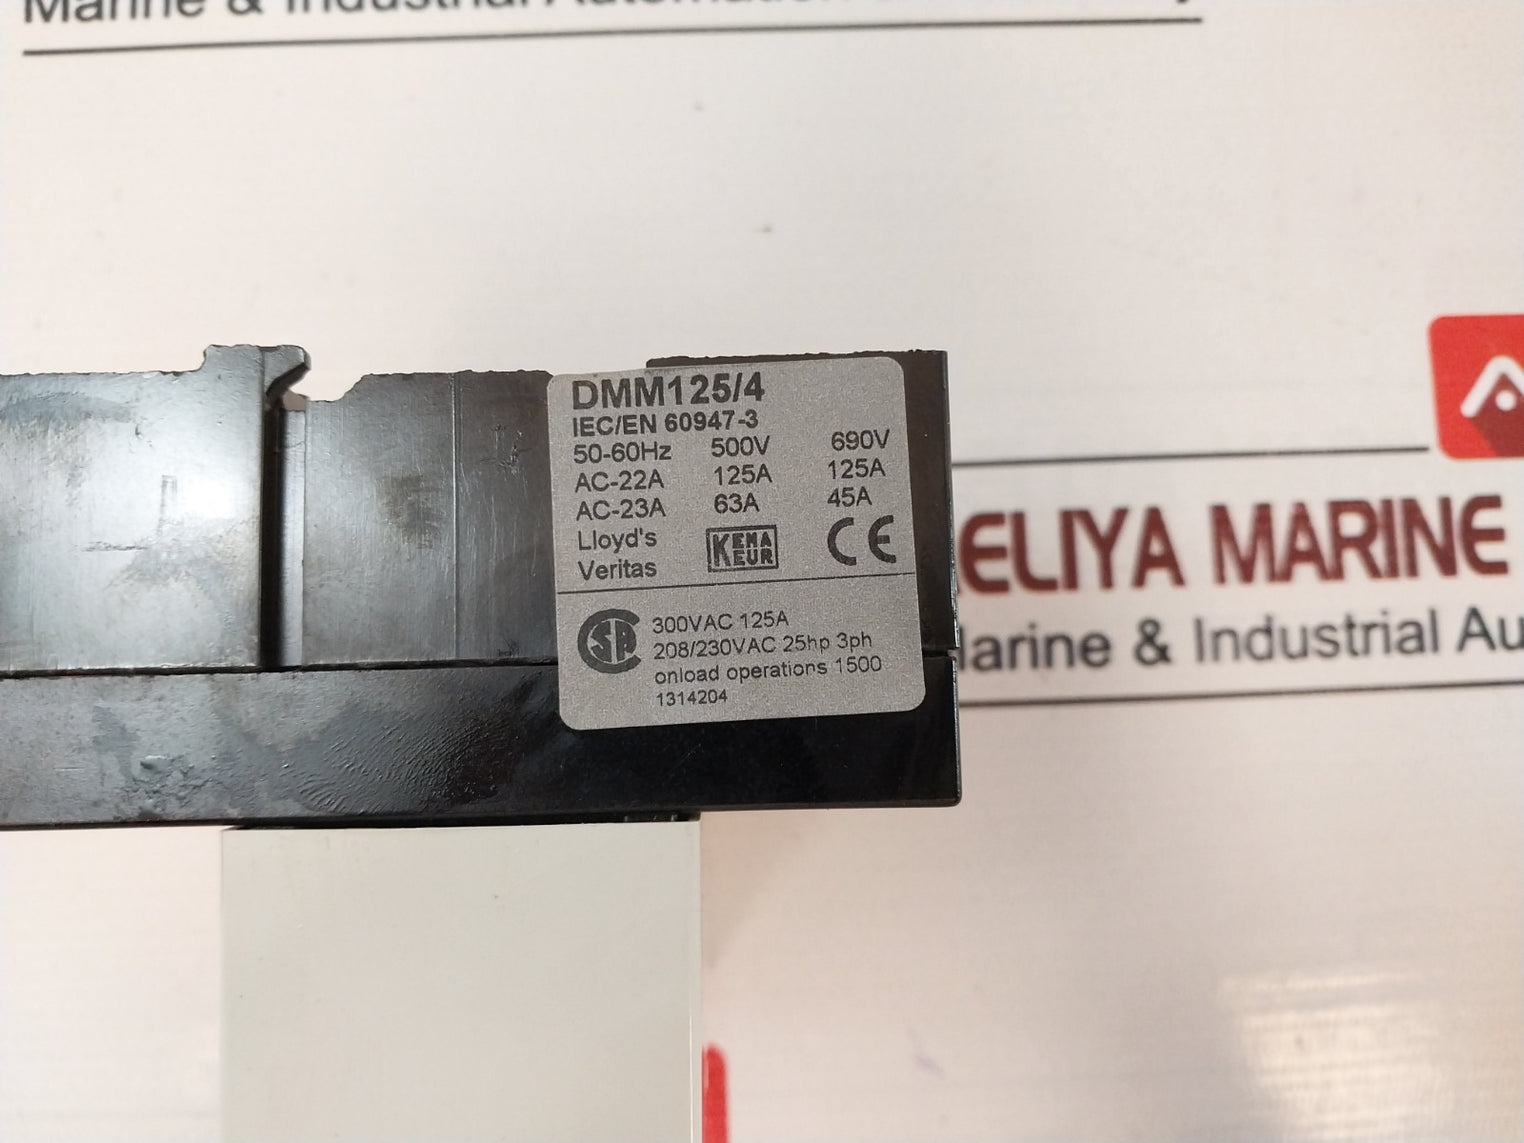 Marine & Industrial Automation
DMM125/4
IEC/EN 60947-3
50-60Hz 500V 690V
AC-22A 125A 125A
AC-23A 63A 45A
Lloyd's
Veritas
KEMA
KEUR
CE
CSA
300VAC 125A
208/230VAC 25hp 3ph
onload operations 1500
1314204
ELIYA MARINE
Marine & Industrial Au